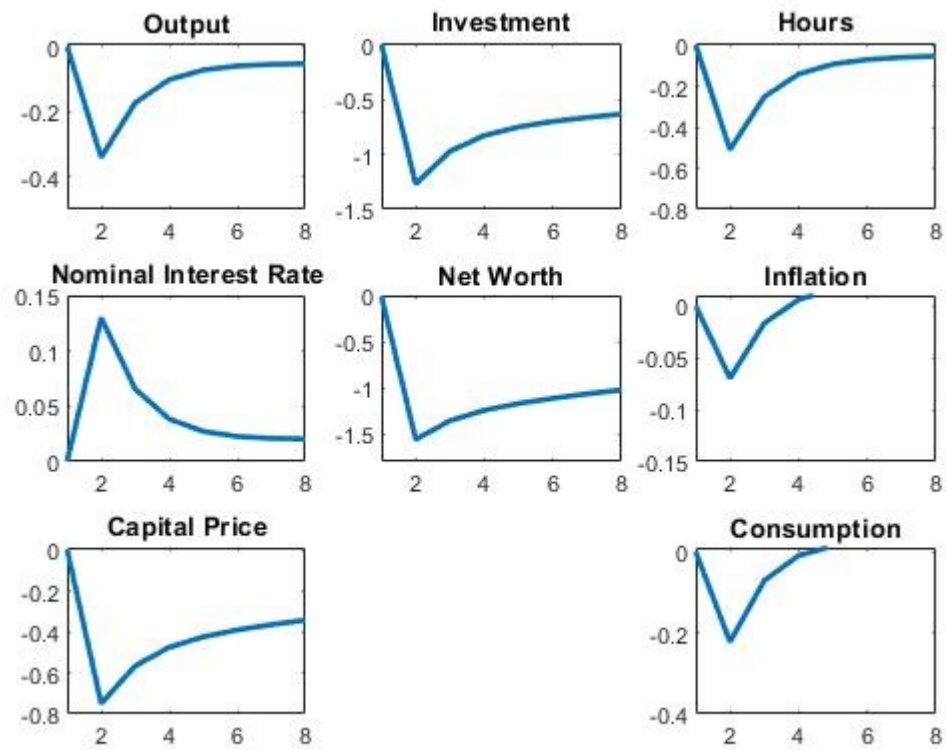 Output
Investment
Hours
0
-0.2
-0.4
2 4 6 8
0
-0.5
-1
-1.5
2 4 6 8
0
-0.2
-0.4
-0.6
-0.8
2 4 6 8
Nominal Interest Rate
Net Worth
Inflation
0.15
0.1
0.05
0
2 4 6 8
0
-0.5
-1
-1.5
2 4 6 8
0
-0.05
-0.1
-0.15
2 4 6 8
Capital Price
Consumption
0
-0.2
-0.4
-0.6
-0.8
2 4 6 8
0
-0.2
-0.4
2 4 6 8